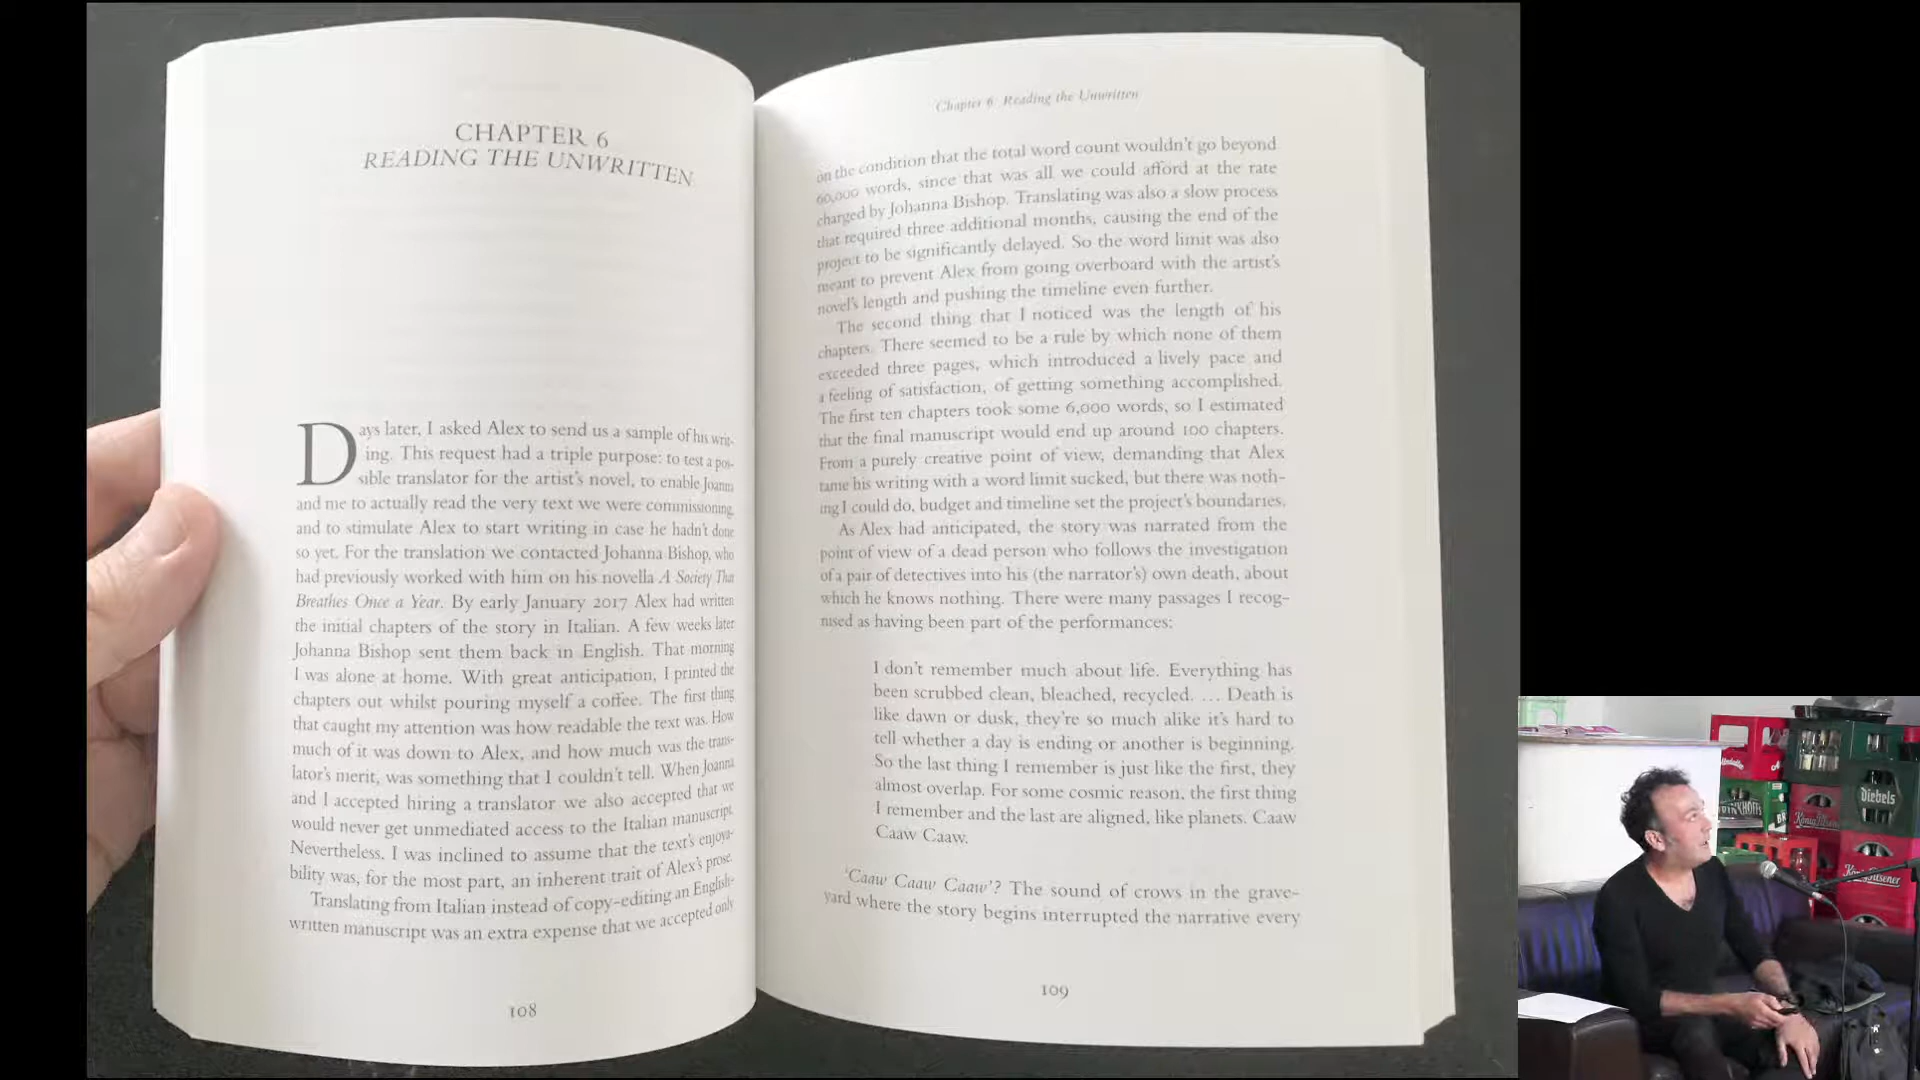 CHAPTER 6
READING THE UNWRITTEN
Days later, I asked Alex to send us a sample of his writ-
ing. This request had a triple purpose: to test a pos-
sible translator for the artist's novel, to enable Joanna
and me to actually read the very text we were commissioning,
and to stimulate Alex to start writing in case he hadn't done
so yet. For the translation we contacted Johanna Bishop, who
had previously worked with him on his novella A Society That
Breathes Once a Year. By early January 2017 Alex had written
the initial chapters of the story in Italian. A few weeks later
Johanna Bishop sent them back in English. That morning
I was alone at home. With great anticipation, I printed the
chapters out whilst pouring myself a coffee. The first thing
that caught my attention was how readable the text was. How
much of it was down to Alex, and how much was the trans-
lator's merit, was something that I couldn't tell. When Joanna
and I accepted hiring a translator we also accepted that we
would never get unmediated access to the Italian manuscript.
Nevertheless, I was inclined to assume that the text's enjoya-
bility was, for the most part, an inherent trait of Alex's prose.
Translating from Italian instead of copy-editing an English-
written manuscript was an extra expense that we accepted only
108
Chapter 6: Reading the Unwritten
on the condition that the total word count wouldn't go beyond
60,000 words, since that was all we could afford at the rate
charged by Johanna Bishop. Translating was also a slow process
that required three additional months, causing the end of the
project to be significantly delayed. So the word limit was also
meant to prevent Alex from going overboard with the artist's
novel's length and pushing the timeline even further.
The second thing that I noticed was the length of his
chapters. There seemed to be a rule by which none of them
exceeded three pages, which introduced a lively pace and
a feeling of satisfaction, of getting something accomplished.
The first ten chapters took some 6,000 words, so I estimated
that the final manuscript would end up around 100 chapters.
From a purely creative point of view, demanding that Alex
tame his writing with a word limit sucked, but there was noth-
ing I could do, budget and timeline set the project's boundaries.
As Alex had anticipated, the story was narrated from the
point of view of a dead person who follows the investigation
of a pair of detectives into his (the narrator's) own death, about
which he knows nothing. There were many passages I recog-
nised as having been part of the performances:
I don't remember much about life. Everything has
been scrubbed clean, bleached, recycled. … Death is
like dawn or dusk, they're so much alike it's hard to
tell whether a day is ending or another is beginning.
So the last thing I remember is just like the first, they
almost overlap. For some cosmic reason, the first thing
I remember and the last are aligned, like planets. Caaw
Caaw Caaw.
'Caaw Caaw Caaw'? The sound of crows in the grave-
yard where the story begins interrupted the narrative every
109
Diebels
König Pilsener
König Pilsener